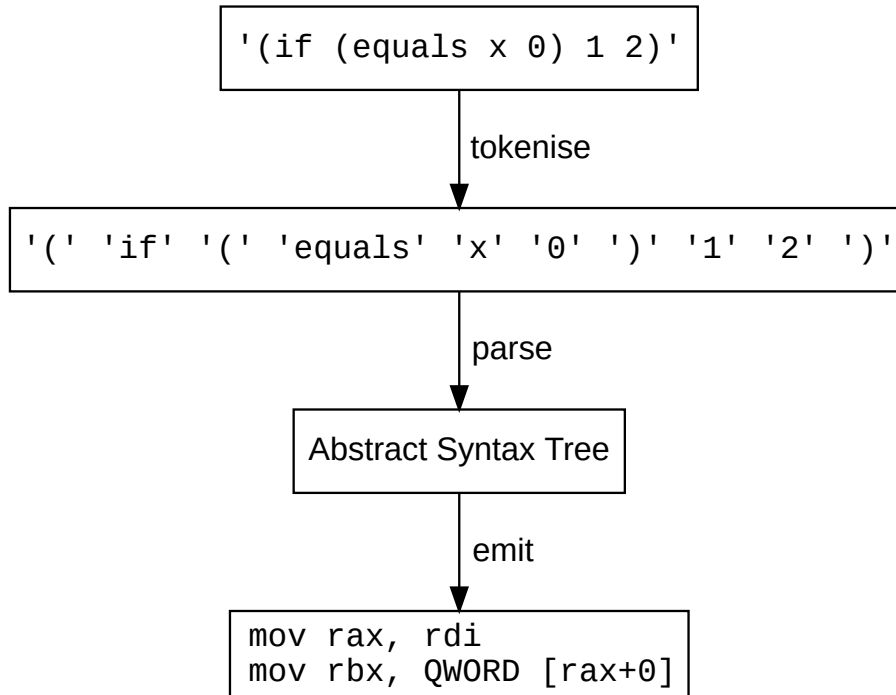 '(if (equals x 0) 1 2)'
tokenise
'(' 'if' '(' 'equals' 'x' '0' ')' '1' '2' ')'
parse
Abstract Syntax Tree
emit
mov rax, rdi
mov rbx, QWORD [rax+0]